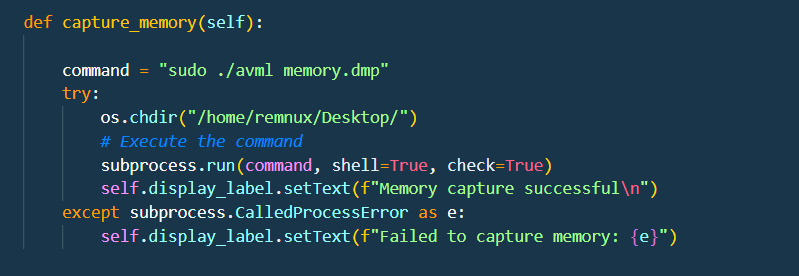 def capture_memory(self):
command = "sudo ./avml memory.dmp"
try:
os.chdir("/home/remnux/Desktop/")
# Execute the command
subprocess.run(command, shell=True, check=True)
self.display_label.setText(f"Memory capture successful\n")
except subprocess.CalledProcessError as e:
self.display_label.setText(f"Failed to capture memory: {e}")